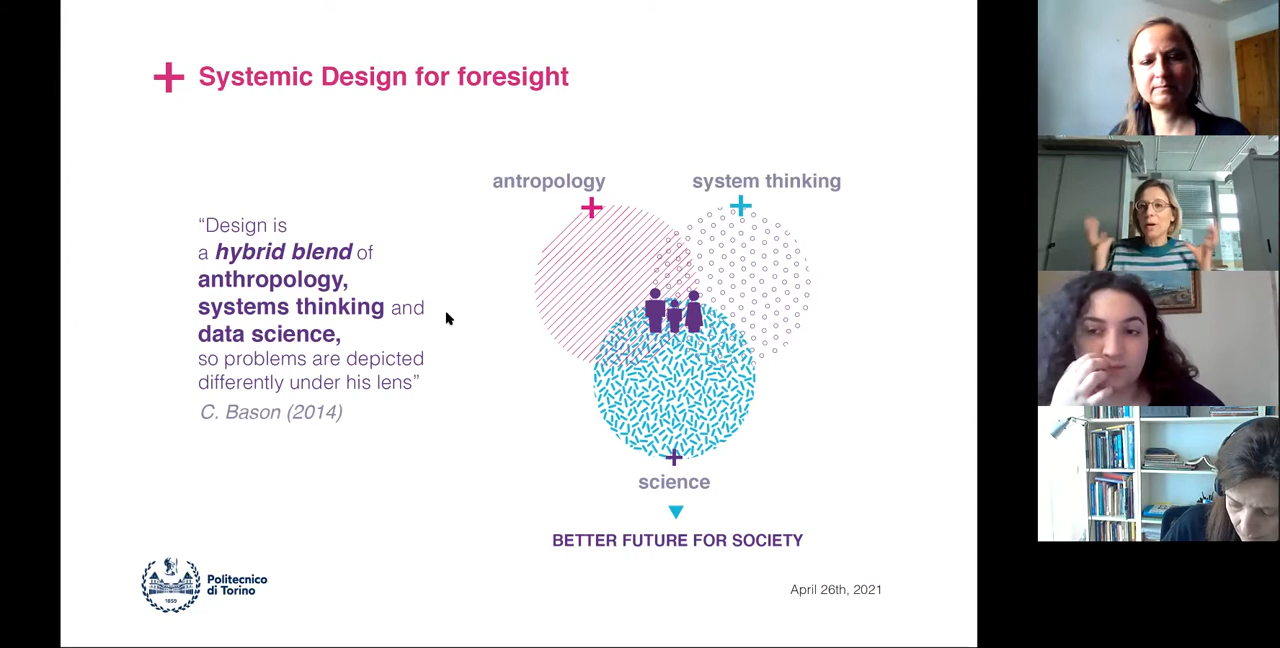 Systemic Design for foresight
antropology
system thinking
“Design is
a hybrid blend of
anthropology,
systems thinking and
data science,
so problems are depicted
differently under his lens”
C. Bason (2014)
science
BETTER FUTURE FOR SOCIETY
1859
Politecnico
di Torino
April 26th, 2021